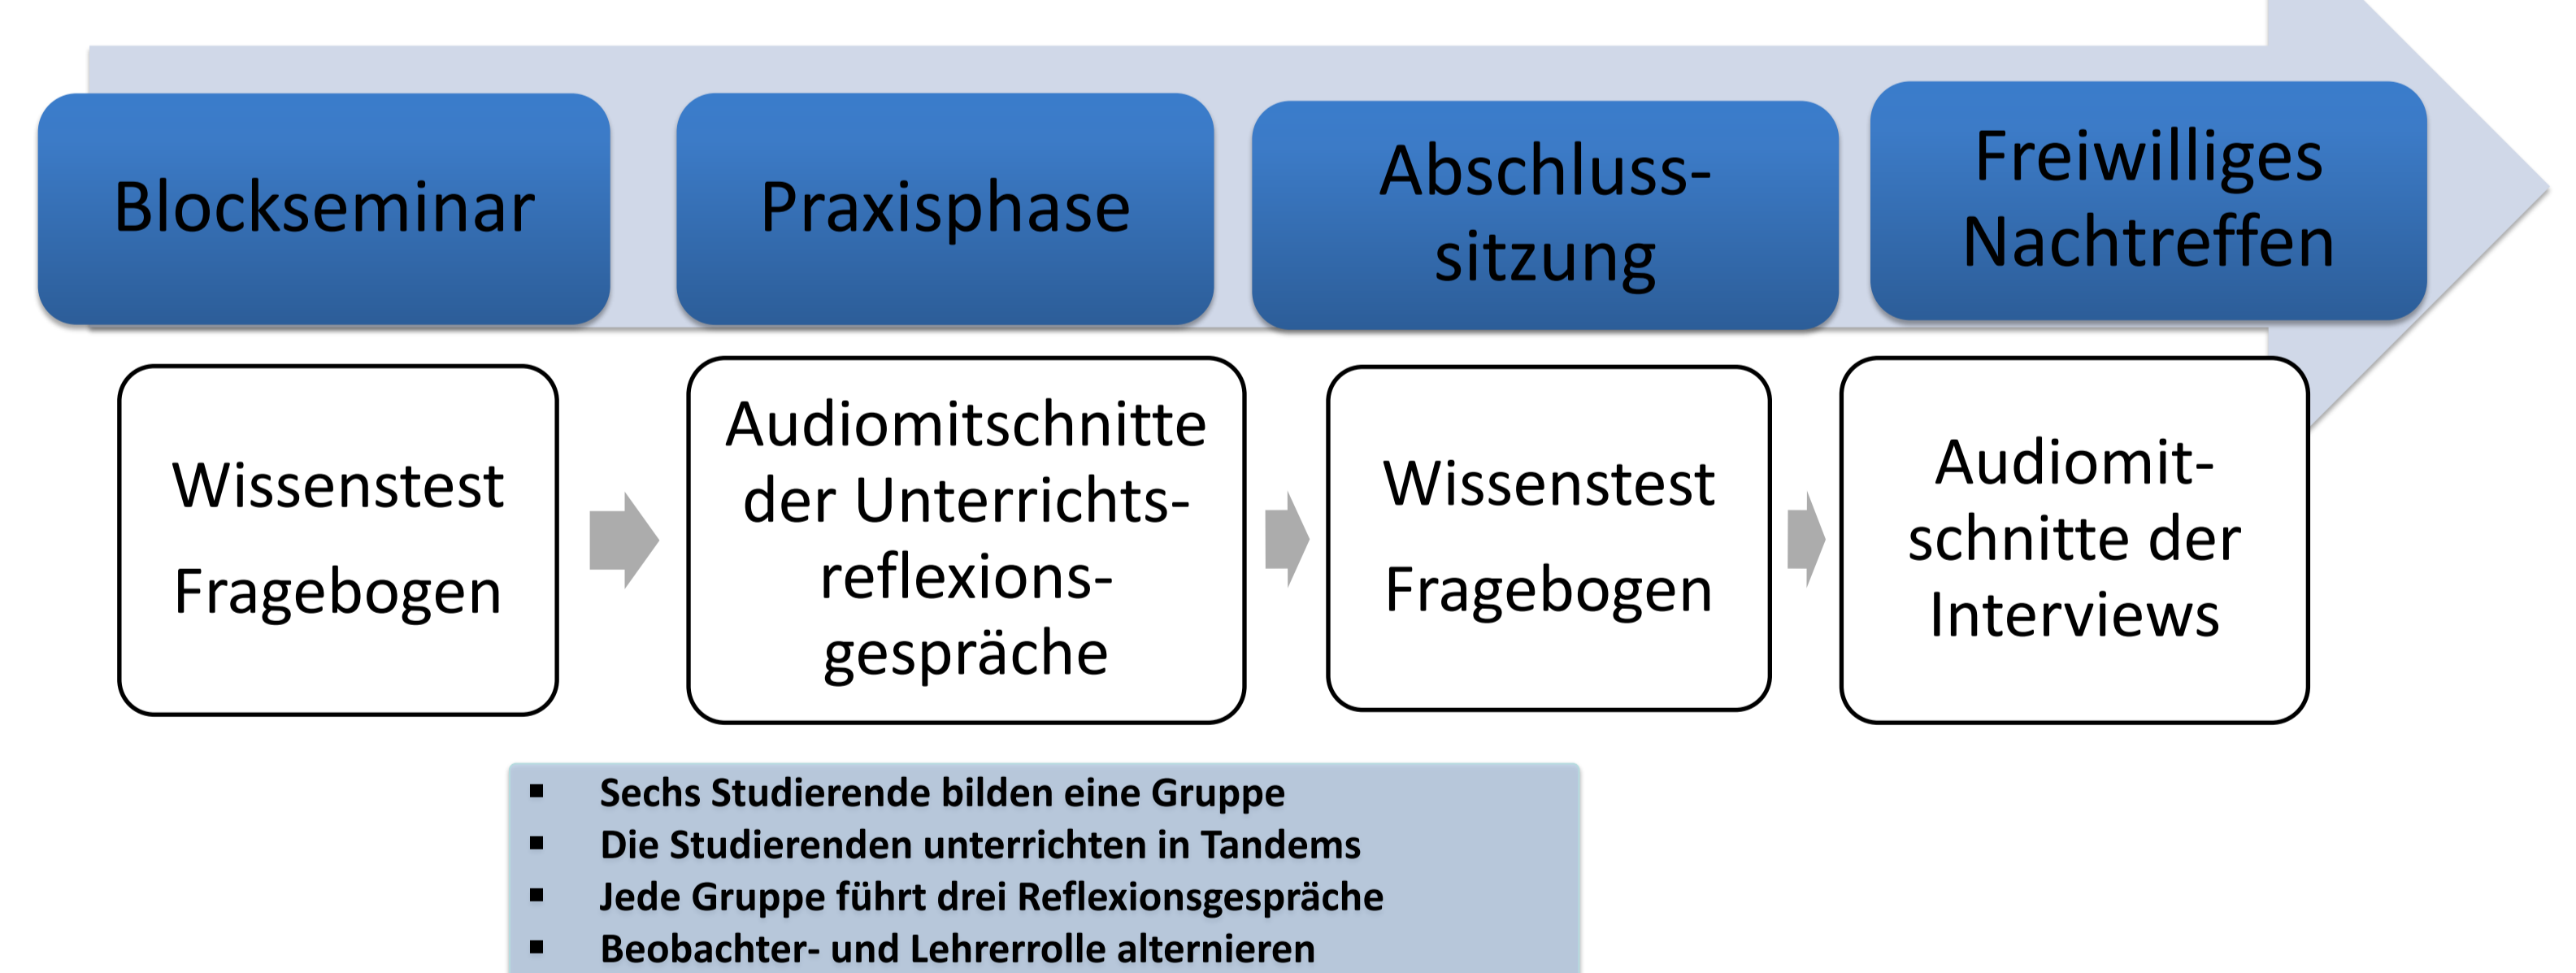 Blockseminar
Praxisphase
Abschluss-
sitzung
Freiwilliges
Nachtreffen
Wissenstest
Fragebogen
Audiomitschnitte
der Unterrichts-
reflexions-
gespräche
Wissenstest
Fragebogen
Audiomit-
schnitte der
Interviews
▪ Sechs Studierende bilden eine Gruppe
▪ Die Studierenden unterrichten in Tandems
▪ Jede Gruppe führt drei Reflexionsgespräche
▪ Beobachter- und Lehrerrolle alternieren